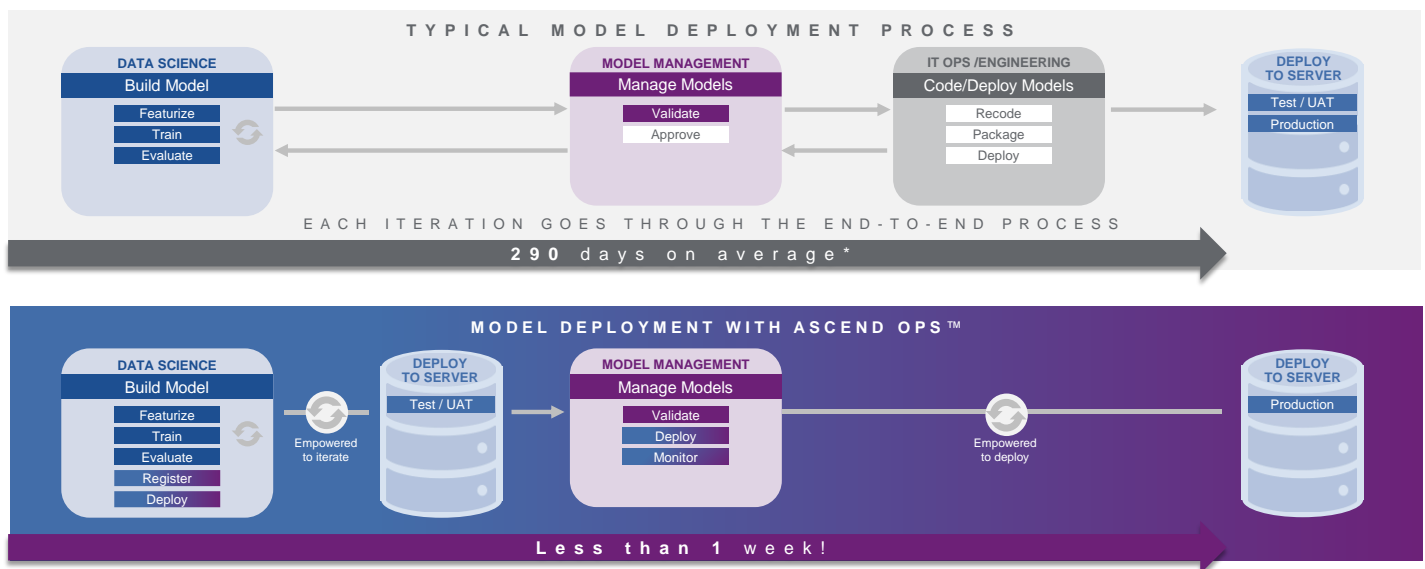 TYPICAL MODEL DEPLOYMENT PROCESS
DATA SCIENCE
Build Model
Featurize
Train
Evaluate
MODEL MANAGEMENT
Manage Models
Validate
Approve
IT OPS /ENGINEERING
Code/Deploy Models
Recode
Package
Deploy
DEPLOY
TO SERVER
Test / UAT
Production
EACH ITERATION GOES THROUGH THE END-TO-END PROCESS
290 days on average*
MODEL DEPLOYMENT WITH ASCEND OPS™
DATA SCIENCE
Build Model
Featurize
Train
Evaluate
Register
Deploy
Empowered
to iterate
DEPLOY
TO SERVER
Test / UAT
MODEL MANAGEMENT
Manage Models
Validate
Deploy
Monitor
Empowered
to deploy
DEPLOY
TO SERVER
Production
Less than 1 week!